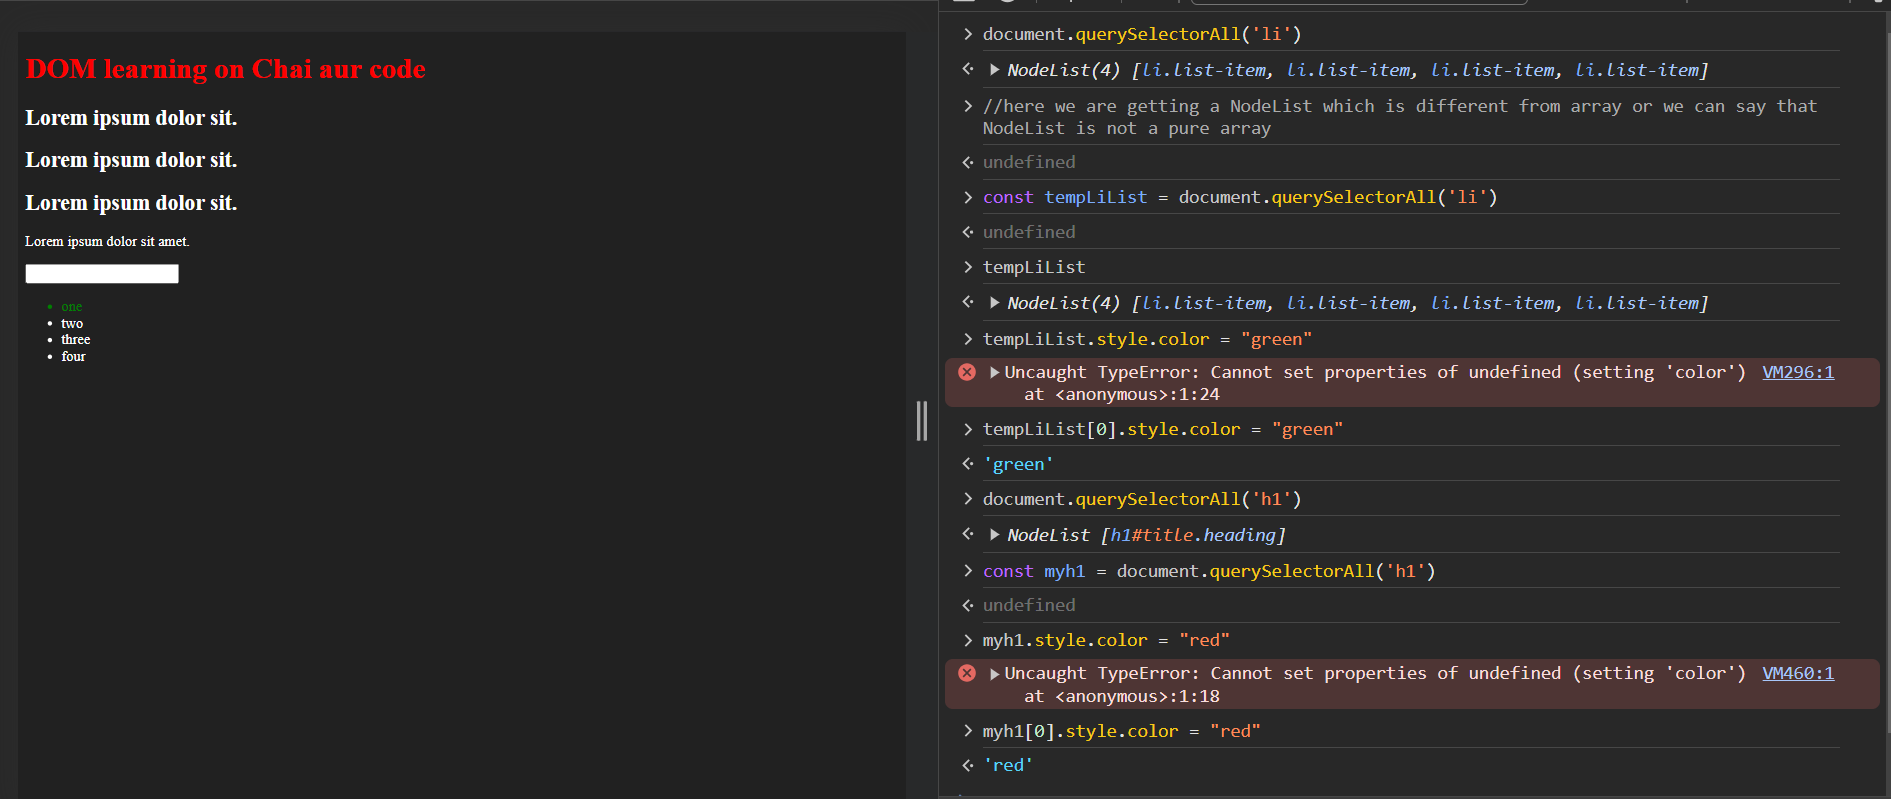 DOM learning on Chai aur code
Lorem ipsum dolor sit.
Lorem ipsum dolor sit.
Lorem ipsum dolor sit.
Lorem ipsum dolor sit amet.
one
two
three
four
document.querySelectorAll('li')
NodeList(4) [li.list-item, li.list-item, li.list-item, li.list-item]
//here we are getting a NodeList which is different from array or we can say that
NodeList is not a pure array
undefined
const tempLiList = document.querySelectorAll('li')
undefined
tempLiList
NodeList(4) [li.list-item, li.list-item, li.list-item, li.list-item]
tempLiList.style.color = "green"
Uncaught TypeError: Cannot set properties of undefined (setting 'color') VM296:1
at <anonymous>:1:24
tempLiList[0].style.color = "green"
'green'
document.querySelectorAll('h1')
NodeList [h1#title.heading]
const myh1 = document.querySelectorAll('h1')
undefined
myh1.style.color = "red"
Uncaught TypeError: Cannot set properties of undefined (setting 'color') VM460:1
at <anonymous>:1:18
myh1[0].style.color = "red"
'red'